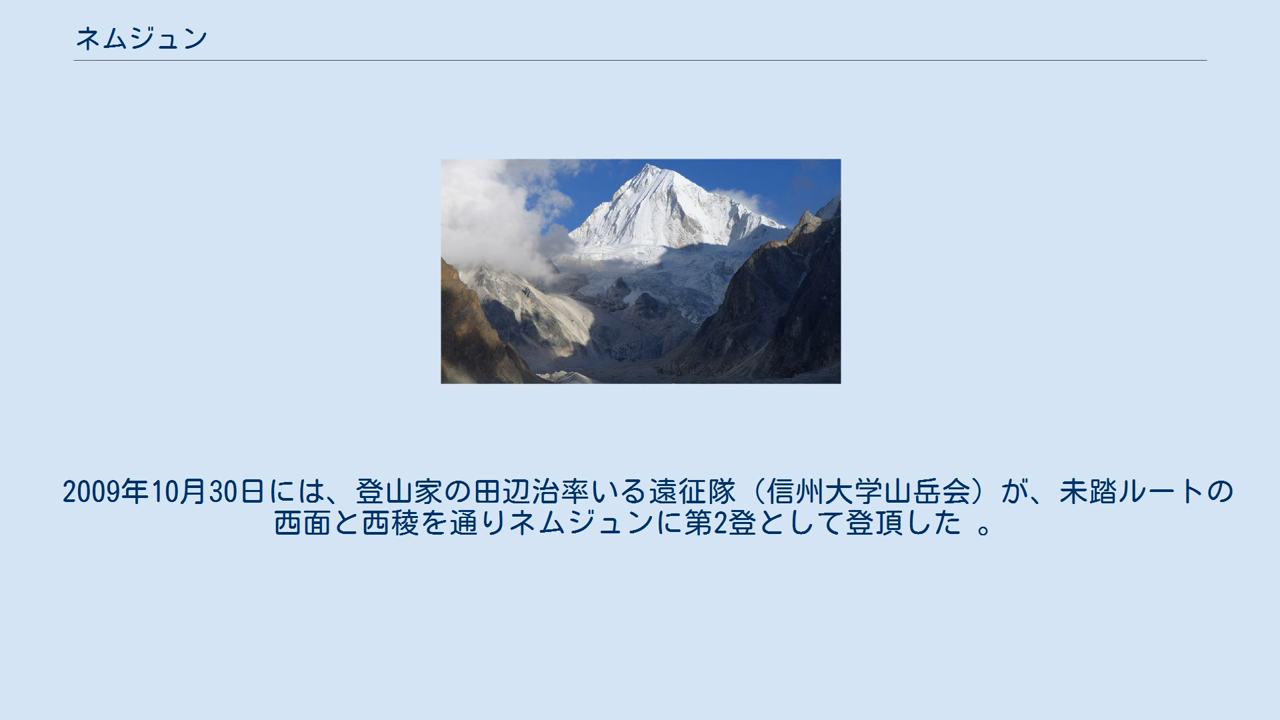 ネムジュン
2009年10月30日には、登山家の田辺治率いる遠征隊（信州大学山岳会）が、未踏ルートの
西面と西稜を通りネムジュンに第2登として登頂した 。